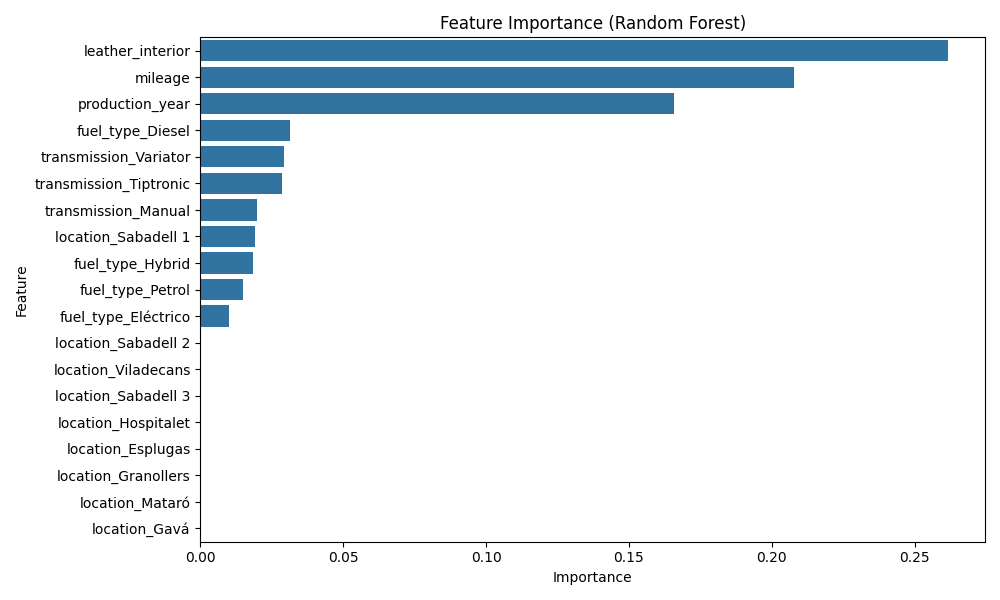 Feature Importance (Random Forest)
leather_interior
mileage
production_year
fuel_type_Diesel
transmission_Variator
transmission_Tiptronic
transmission_Manual
location_Sabadell 1
fuel_type_Hybrid
fuel_type_Petrol
fuel_type_Eléctrico
location_Sabadell 2
location_Viladecans
location_Sabadell 3
location_Hospitalet
location_Esplugas
location_Granollers
location_Mataró
location_Gavá
Feature
0.00 0.05 0.10 0.15 0.20 0.25
Importance